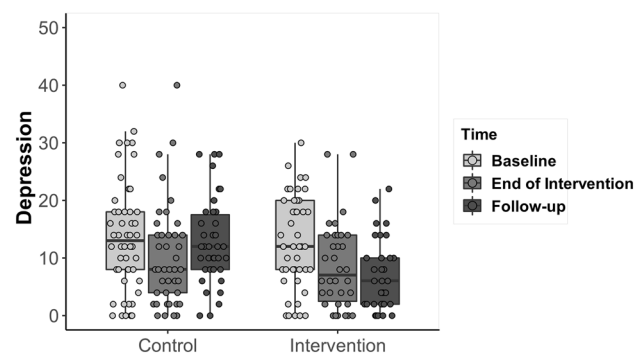 50
40
30
20
10
0
Depression
Control Intervention
Time
Baseline
End of Intervention
Follow-up